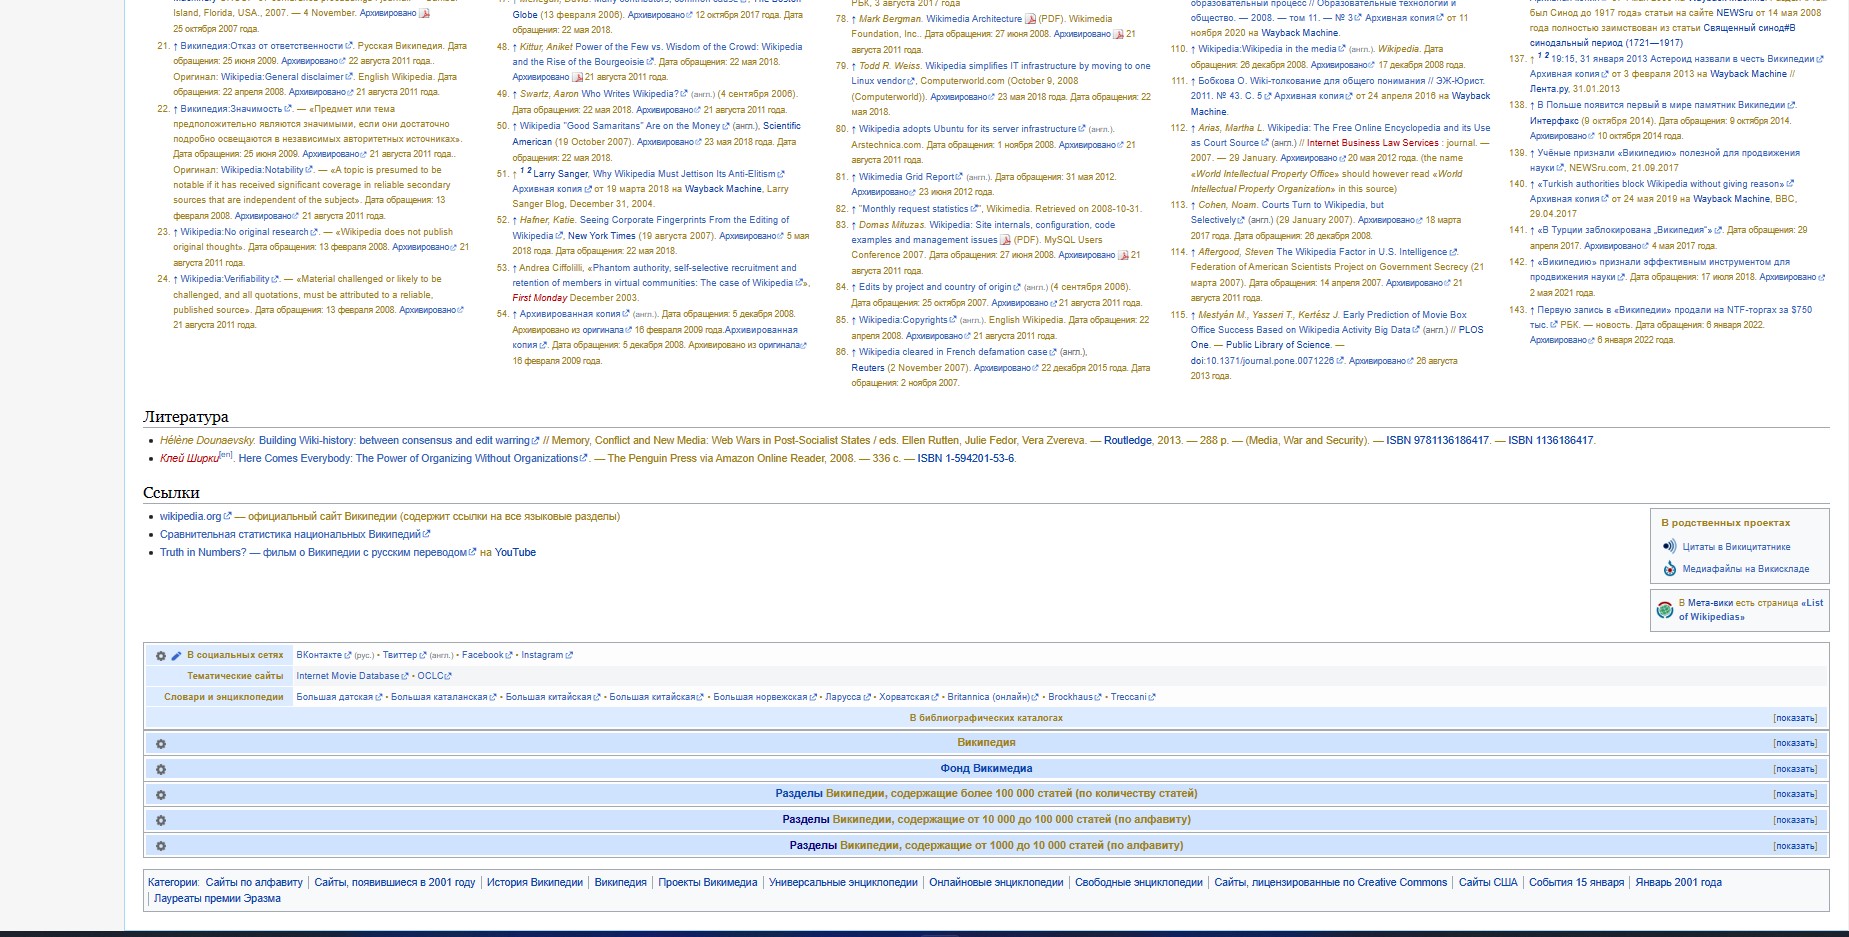 Island, Florida, USA., 2007. — 4 November. Архивировано
25 октября 2007 года.
21. ↑ Википедия:Отказ от ответственности. Русская Википедия. Дата
обращения: 25 июня 2009. Архивировано 22 августа 2011 года..
Оригинал: Wikipedia:General disclaimer. English Wikipedia. Дата
обращения: 22 апреля 2008. Архивировано 21 августа 2011 года.
22. ↑ Википедия:Значимость. — «Предмет или тема
предположительно являются значимыми, если они достаточно
подробно освещаются в независимых авторитетных источниках».
Дата обращения: 25 июня 2009. Архивировано 21 августа 2011 года..
Оригинал: Wikipedia:Notability. — «A topic is presumed to be
notable if it has received significant coverage in reliable secondary
sources that are independent of the subject». Дата обращения: 13
февраля 2008. Архивировано 21 августа 2011 года.
23. ↑ Wikipedia:No original research. — «Wikipedia does not publish
original thought». Дата обращения: 13 февраля 2008. Архивировано 21
августа 2011 года.
24. ↑ Wikipedia:Verifiability. — «Material challenged or likely to be
challenged, and all quotations, must be attributed to a reliable,
published source». Дата обращения: 13 февраля 2008. Архивировано
21 августа 2011 года.
Globe (13 февраля 2006). Архивировано 12 октября 2017 года. Дата
обращения: 22 мая 2018.
48. ↑ Kittur, Aniket Power of the Few vs. Wisdom of the Crowd: Wikipedia
and the Rise of the Bourgeoisie. Дата обращения: 22 мая 2018.
Архивировано 21 августа 2011 года.
49. ↑ Swartz, Aaron Who Writes Wikipedia? (англ.) (4 сентября 2006).
Дата обращения: 22 мая 2018. Архивировано 21 августа 2011 года.
50. ↑ Wikipedia "Good Samaritans" Are on the Money (англ.), Scientific
American (19 October 2007). Архивировано 23 мая 2018 года. Дата
обращения: 22 мая 2018.
51. ↑ 1 2 Larry Sanger, Why Wikipedia Must Jettison Its Anti-Elitism
Архивная копия от 19 марта 2018 на Wayback Machine, Larry
Sanger Blog, December 31, 2004.
52. ↑ Hafner, Katie. Seeing Corporate Fingerprints From the Editing of
Wikipedia, New York Times (19 августа 2007). Архивировано 5 мая
2018 года. Дата обращения: 22 мая 2018.
53. ↑ Andrea Ciffolilli, «Phantom authority, self-selective recruitment and
retention of members in virtual communities: The case of Wikipedia»,
First Monday December 2003.
54. ↑ Архивированная копия (англ.). Дата обращения: 5 декабря 2008.
Архивировано из оригинала 16 февраля 2009 года.Архивированная
копия. Дата обращения: 5 декабря 2008. Архивировано из оригинала
16 февраля 2009 года.
РБК, 3 августа 2017 года
78. ↑ Mark Bergman. Wikimedia Architecture (PDF). Wikimedia
Foundation, Inc.. Дата обращения: 27 июня 2008. Архивировано 21
августа 2011 года.
79. ↑ Todd R. Weiss. Wikipedia simplifies IT infrastructure by moving to one
Linux vendor, Computerworld.com (October 9, 2008
(Computerworld)). Архивировано 23 мая 2018 года. Дата обращения: 22
мая 2018.
80. ↑ Wikipedia adopts Ubuntu for its server infrastructure (англ.).
Arstechnica.com. Дата обращения: 1 ноября 2008. Архивировано 21
августа 2011 года.
81. ↑ Wikimedia Grid Report (англ.). Дата обращения: 31 мая 2012.
Архивировано 23 июня 2012 года.
82. ↑ "Monthly request statistics", Wikimedia. Retrieved on 2008-10-31.
83. ↑ Domas Mituzas. Wikipedia: Site internals, configuration, code
examples and management issues (PDF). MySQL Users
Conference 2007. Дата обращения: 27 июня 2008. Архивировано 21
августа 2011 года.
84. ↑ Edits by project and country of origin (англ.) (4 сентября 2006).
Дата обращения: 25 октября 2007. Архивировано 21 августа 2011 года.
85. ↑ Wikipedia:Copyrights (англ.). English Wikipedia. Дата обращения: 22
апреля 2008. Архивировано 21 августа 2011 года.
86. ↑ Wikipedia cleared in French defamation case (англ.),
Reuters (2 November 2007). Архивировано 22 декабря 2015 года. Дата
обращения: 2 ноября 2007.
образовательный процесс // Образовательные технологии и
общество. — 2008. — том 11. — № 3 Архивная копия от 11
ноября 2020 на Wayback Machine.
110. ↑ Wikipedia:Wikipedia in the media (англ.). Wikipedia. Дата
обращения: 26 декабря 2008. Архивировано 17 декабря 2008 года.
111. ↑ Бобкова О. Wiki-толкование для общего понимания // ЭЖ-Юрист.
2011. № 43. С. 5 Архивная копия от 24 апреля 2016 на Wayback
Machine.
112. ↑ Arias, Martha L. Wikipedia: The Free Online Encyclopedia and its Use
as Court Source (англ.) // Internet Business Law Services : journal. —
2007. — 29 January. Архивировано 20 мая 2012 года. (the name
«World Intellectual Property Office» should however read «World
Intellectual Property Organization» in this source)
113. ↑ Cohen, Noam. Courts Turn to Wikipedia, but
Selectively (англ.) (29 January 2007). Архивировано 18 марта
2017 года. Дата обращения: 26 декабря 2008.
114. ↑ Aftergood, Steven The Wikipedia Factor in U.S. Intelligence.
Federation of American Scientists Project on Government Secrecy (21
марта 2007). Дата обращения: 14 апреля 2007. Архивировано 21
августа 2011 года.
115. ↑ Mestyán M., Yasseri T., Kertész J. Early Prediction of Movie Box
Office Success Based on Wikipedia Activity Big Data (англ.) // PLOS
One. — Public Library of Science. —
doi:10.1371/journal.pone.0071226. Архивировано 26 августа
2013 года.
был Синод до 1917 года» статьи на сайте NEWSru от 14 мая 2008
года полностью заимствован из статьи Священный синод#В
синодальный период (1721—1917)
137. ↑ 1 2 19:15, 31 января 2013 Астероид назвали в честь Википедии
Архивная копия от 3 февраля 2013 на Wayback Machine //
Лента.ру, 31.01.2013
138. ↑ В Польше появится первый в мире памятник Википедии.
Интерфакс (9 октября 2014). Дата обращения: 9 октября 2014.
Архивировано 10 октября 2014 года.
139. ↑ Учёные признали «Википедию» полезной для продвижения
науки, NEWSru.com, 21.09.2017
140. ↑ «Turkish authorities block Wikipedia without giving reason»
Архивная копия от 24 мая 2019 на Wayback Machine, BBC,
29.04.2017
141. ↑ «В Турции заблокирована „Википедия“». Дата обращения: 29
апреля 2017. Архивировано 4 мая 2017 года.
142. ↑ «Википедию» признали эффективным инструментом для
продвижения науки. Дата обращения: 17 июля 2018. Архивировано
2 мая 2021 года.
143. ↑ Первую запись в «Википедии» продали на NTF-торгах за $750
тыс. РБК. — новость. Дата обращения: 6 января 2022.
Архивировано 6 января 2022 года.
Литература
• Hélène Dounaevsky. Building Wiki-history: between consensus and edit warring // Memory, Conflict and New Media: Web Wars in Post-Socialist States / eds. Ellen Rutten, Julie Fedor, Vera Zvereva. — Routledge, 2013. — 288 p. — (Media, War and Security). — ISBN 9781136186417. — ISBN 1136186417.
• Клей Ширки[en]. Here Comes Everybody: The Power of Organizing Without Organizations. — The Penguin Press via Amazon Online Reader, 2008. — 336 с. — ISBN 1-594201-53-6.
Ссылки
• wikipedia.org — официальный сайт Википедии (содержит ссылки на все языковые разделы)
• Сравнительная статистика национальных Википедий
• Truth in Numbers? — фильм о Википедии с русским переводом на YouTube
В родственных проектах
Цитаты в Викицитатнике
Медиафайлы на Викискладе
В Мета-вики есть страница «List
of Wikipedias»
В социальных сетях ВКонтакте (рус.) • Твиттер (англ.) • Facebook • Instagram
Тематические сайты Internet Movie Database • OCLC
Словари и энциклопедии Большая датская • Большая каталанская • Большая китайская • Большая китайская • Большая норвежская • Ларусса • Хорватская • Britannica (онлайн) • Brockhaus • Treccani
В библиографических каталогах [показать]
Википедия [показать]
Фонд Викимедиа [показать]
Разделы Википедии, содержащие более 100 000 статей (по количеству статей) [показать]
Разделы Википедии, содержащие от 10 000 до 100 000 статей (по алфавиту) [показать]
Разделы Википедии, содержащие от 1000 до 10 000 статей (по алфавиту) [показать]
Категории: Сайты по алфавиту | Сайты, появившиеся в 2001 году | История Википедии | Википедия | Проекты Викимедиа | Универсальные энциклопедии | Онлайновые энциклопедии | Свободные энциклопедии | Сайты, лицензированные по Creative Commons | Сайты США | События 15 января | Январь 2001 года
| Лауреаты премии Эразма